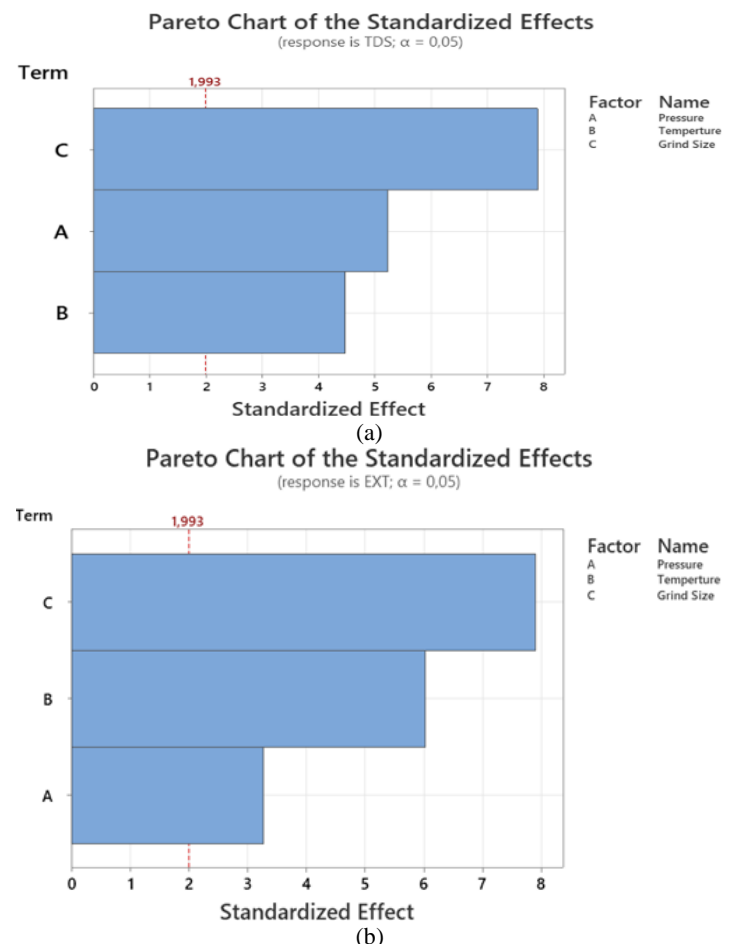 Pareto Chart of the Standardized Effects
(response is TDS; α = 0,05)
Term
1,993
Factor Name
A Pressure
B Temperture
C Grind Size
C
A
B
0 1 2 3 4 5 6 7 8
Standardized Effect
(a)
Pareto Chart of the Standardized Effects
(response is EXT; α = 0,05)
Term
1,993
Factor Name
A Pressure
B Temperture
C Grind Size
C
B
A
0 1 2 3 4 5 6 7 8
Standardized Effect
(b)